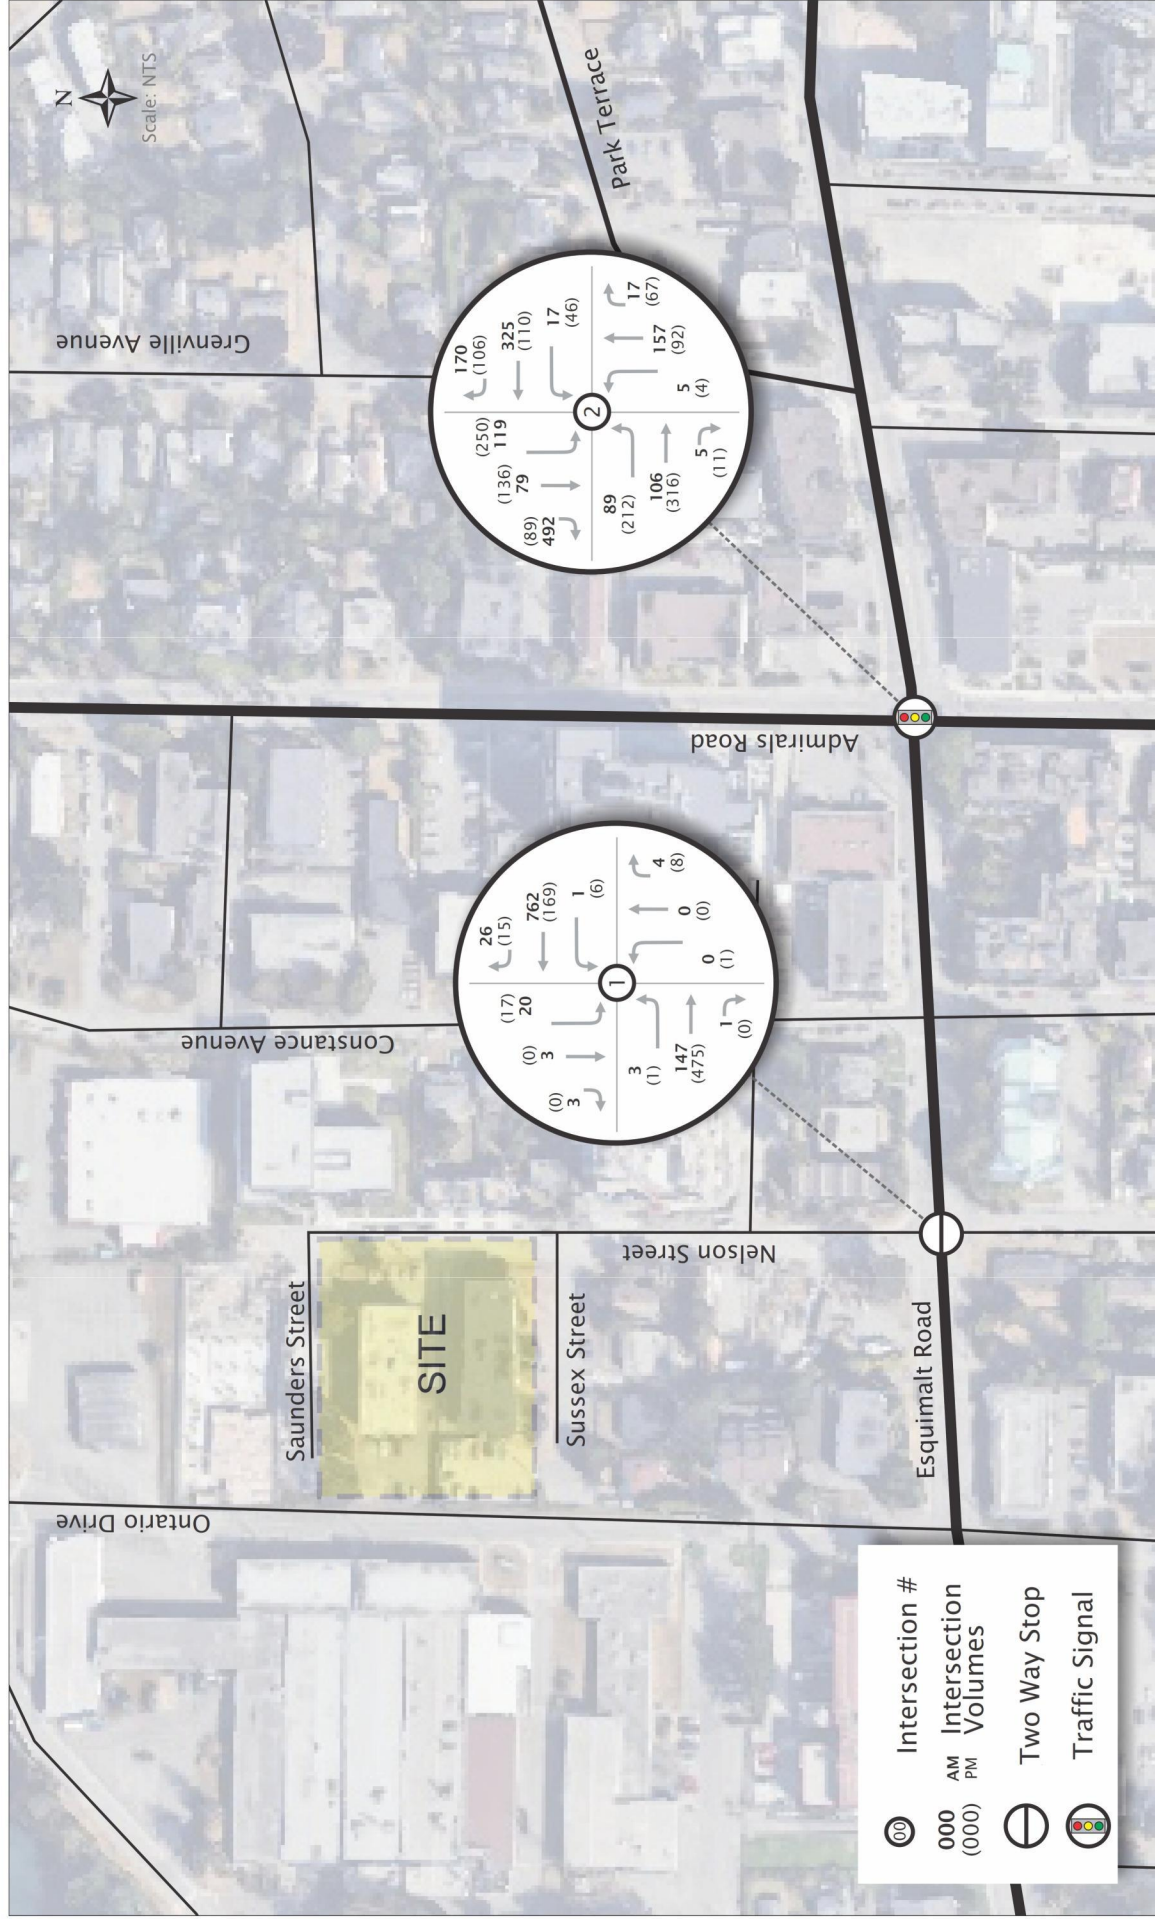 N
Scale: NTS
Ontario Drive
Saunders Street
SITE
Sussex Street
Nelson Street
Constance Avenue
Grenville Avenue
Park Terrace
Admirals Road
Esquimalt Road
(0)
3
(0)
3
(17)
20
26
(15)
762
(169)
1
(6)
1
3
(1)
147
(475)
1
(0)
0
(1)
0
(0)
4
(8)
(89)
492
(136)
79
(250)
119
170
(106)
325
(110)
17
(46)
2
89
(212)
106
(316)
5
(11)
5
(4)
157
(92)
17
(67)
00 Intersection #
000 AM Intersection
(000) PM Volumes
Two Way Stop
Traffic Signal